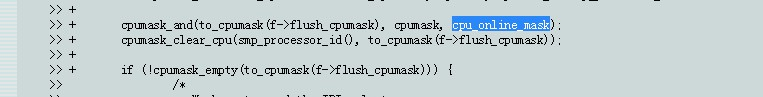 >> +
>> + cpumask_and(to_cpumask(f->flush_cpumask), cpumask, cpu_online_mask);
>> + cpumask_clear_cpu(smp_processor_id(), to_cpumask(f->flush_cpumask));
>> +
>> + if (!cpumask_empty(to_cpumask(f->flush_cpumask))) {
>> /*